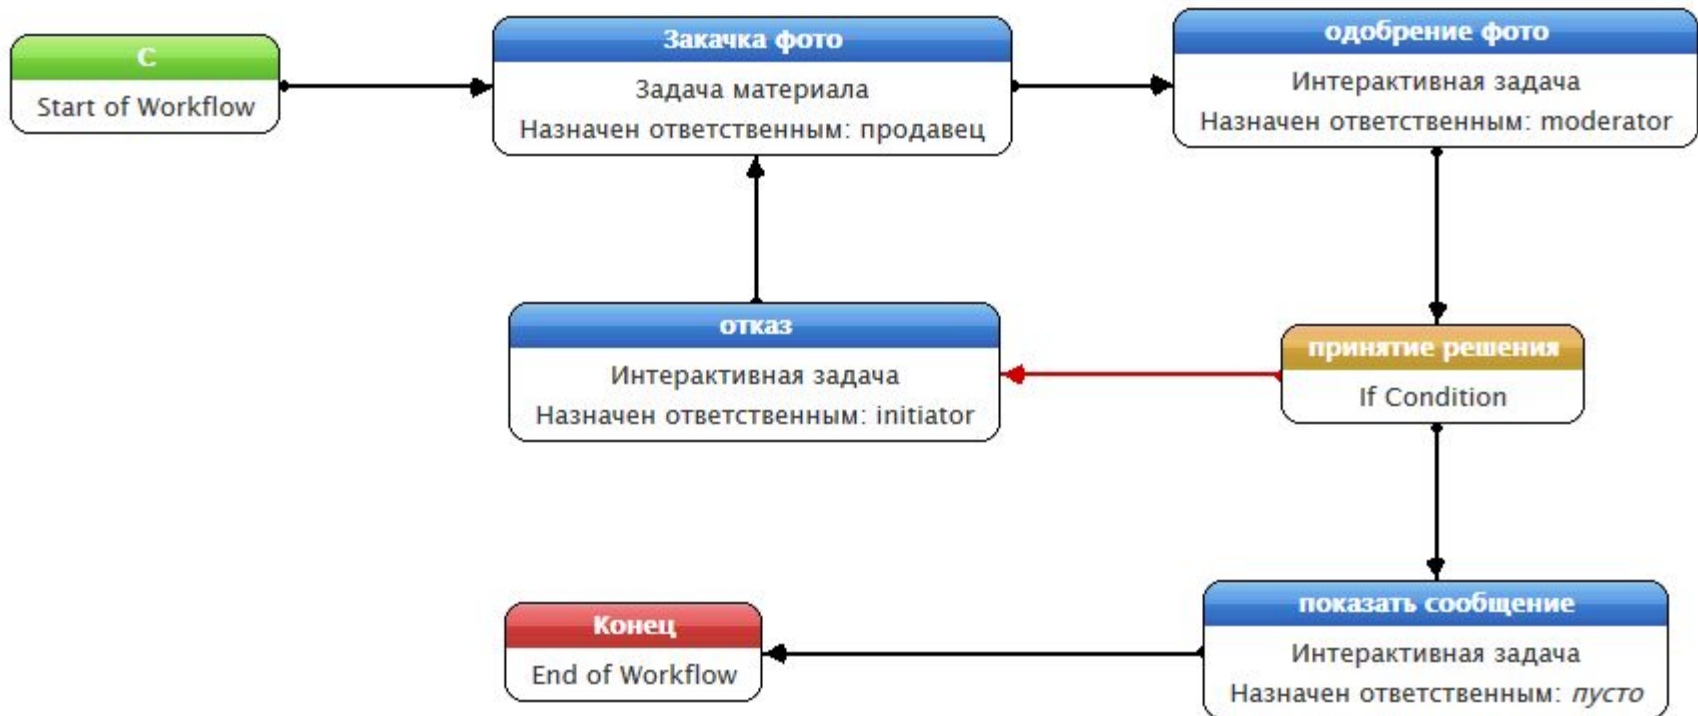 С
Start of Workflow
Закачка фото
Задача материала
Назначен ответственным: продавец
одобрение фото
Интерактивная задача
Назначен ответственным: moderator
отказ
Интерактивная задача
Назначен ответственным: initiator
принятие решения
If Condition
Конец
End of Workflow
показать сообщение
Интерактивная задача
Назначен ответственным: пусто